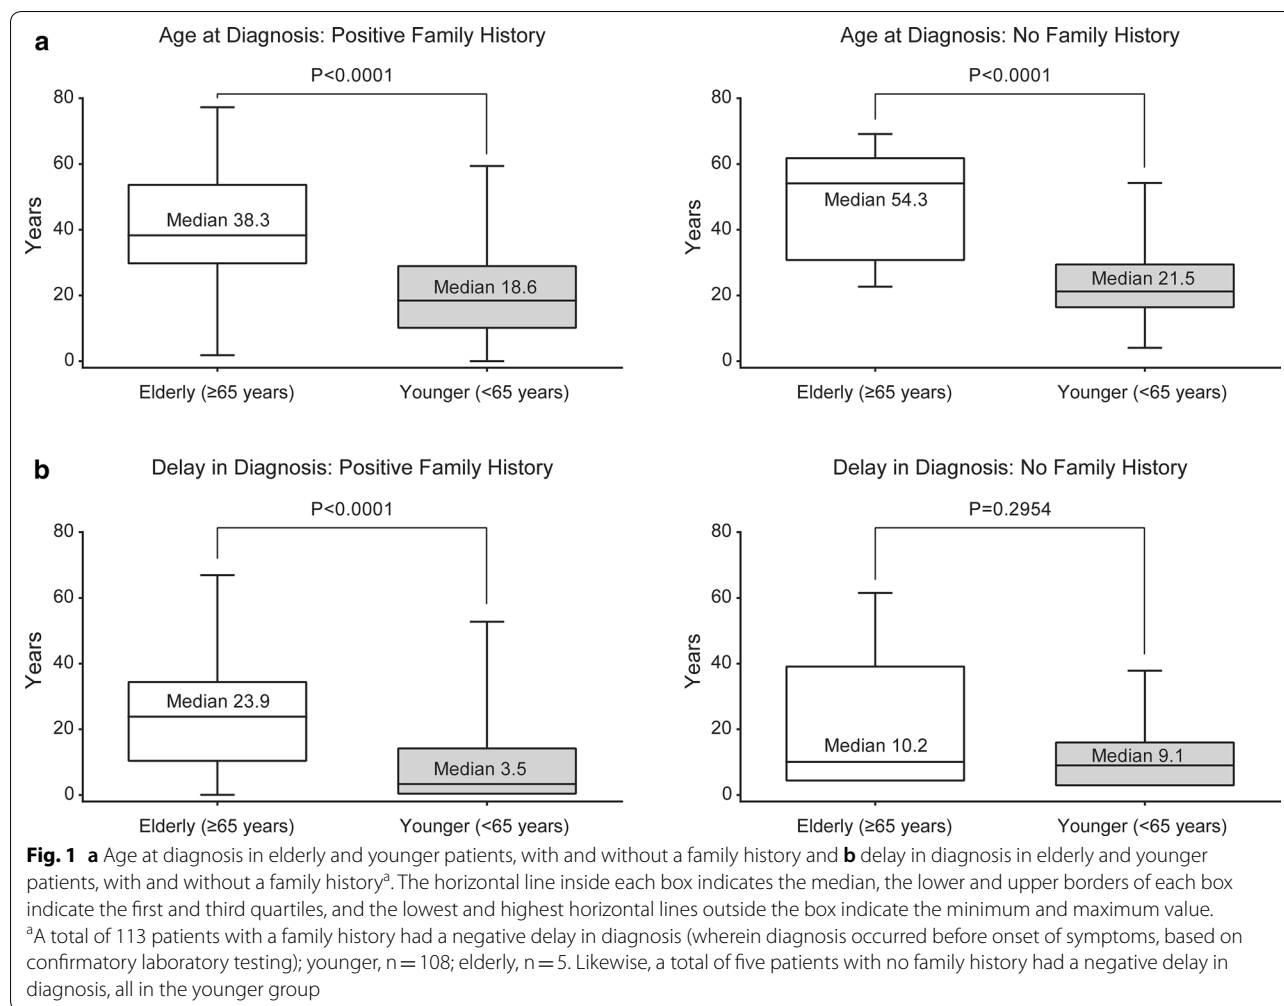 a
Age at Diagnosis: Positive Family History
P<0.0001
80
60
40
20
0
Years
Median 38.3
Median 18.6
Elderly (≥65 years)
Younger (<65 years)
Age at Diagnosis: No Family History
P<0.0001
80
60
40
20
0
Years
Median 54.3
Median 21.5
Elderly (≥65 years)
Younger (<65 years)
b
Delay in Diagnosis: Positive Family History
P<0.0001
80
60
40
20
0
Years
Median 23.9
Median 3.5
Elderly (≥65 years)
Younger (<65 years)
Delay in Diagnosis: No Family History
P=0.2954
80
60
40
20
0
Years
Median 10.2
Median 9.1
Elderly (≥65 years)
Younger (<65 years)
Fig. 1 a Age at diagnosis in elderly and younger patients, with and without a family history and b delay in diagnosis in elderly and younger
patients, with and without a family historyᵃ. The horizontal line inside each box indicates the median, the lower and upper borders of each box
indicate the first and third quartiles, and the lowest and highest horizontal lines outside the box indicate the minimum and maximum value.
ᵃA total of 113 patients with a family history had a negative delay in diagnosis (wherein diagnosis occurred before onset of symptoms, based on
confirmatory laboratory testing); younger, n = 108; elderly, n = 5. Likewise, a total of five patients with no family history had a negative delay in
diagnosis, all in the younger group